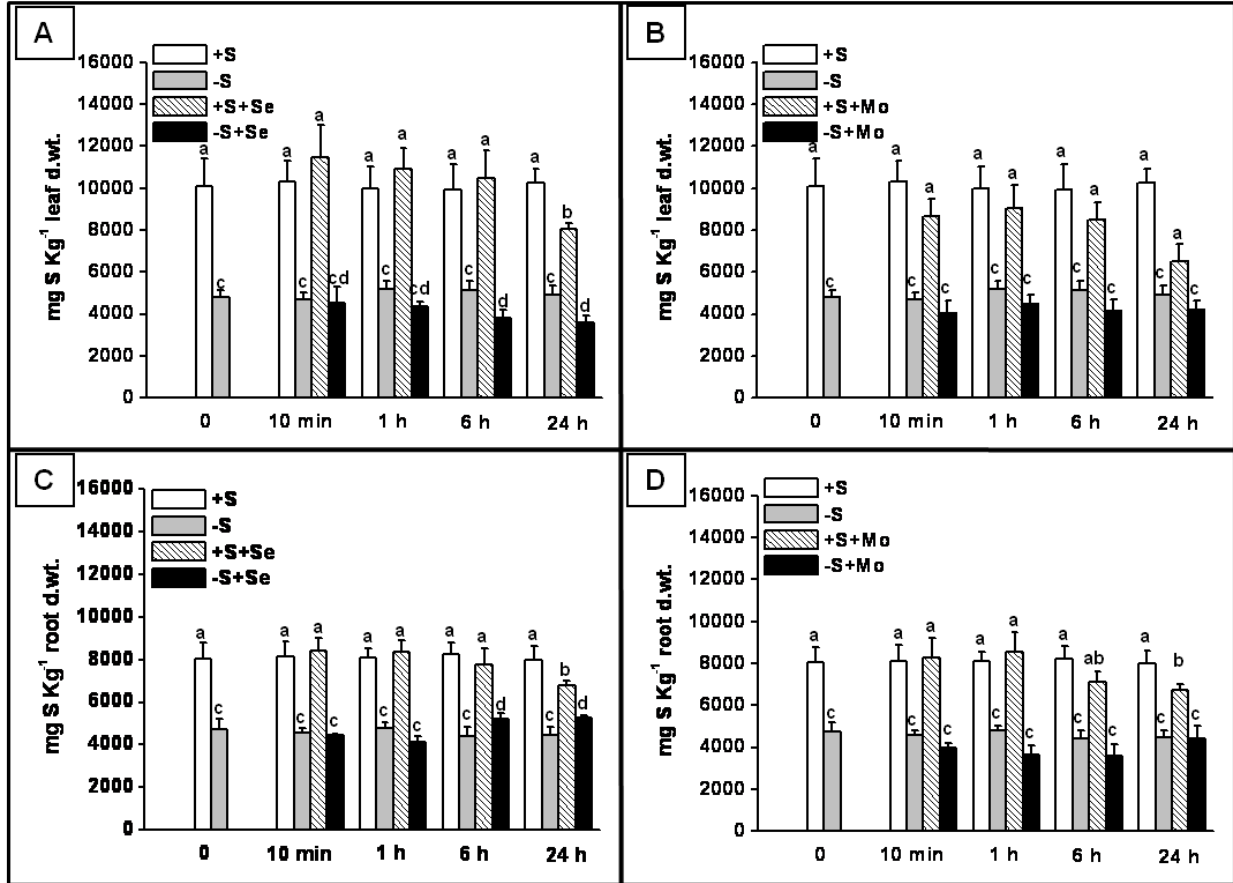 A
+S
-S
+S+Se
-S+Se
mg S Kg⁻¹ leaf d.wt.
16000
14000
12000
10000
8000
6000
4000
2000
0
a c
a c a cd
a c a cd
a c a d
a c b d
0 10 min 1 h 6 h 24 h
B
+S
-S
+S+Mo
-S+Mo
mg S Kg⁻¹ leaf d.wt.
16000
14000
12000
10000
8000
6000
4000
2000
0
a c
a c a c
a c a c
a c a c
a c a c
0 10 min 1 h 6 h 24 h
C
+S
-S
+S+Se
-S+Se
mg S Kg⁻¹ root d.wt.
16000
14000
12000
10000
8000
6000
4000
2000
0
a c
a c a c
a c a c
a c a d
a c b d
0 10 min 1 h 6 h 24 h
D
+S
-S
+S+Mo
-S+Mo
mg S Kg⁻¹ root d.wt.
16000
14000
12000
10000
8000
6000
4000
2000
0
a c
a c a c
a c a c
a c ab c
a c b c
0 10 min 1 h 6 h 24 h